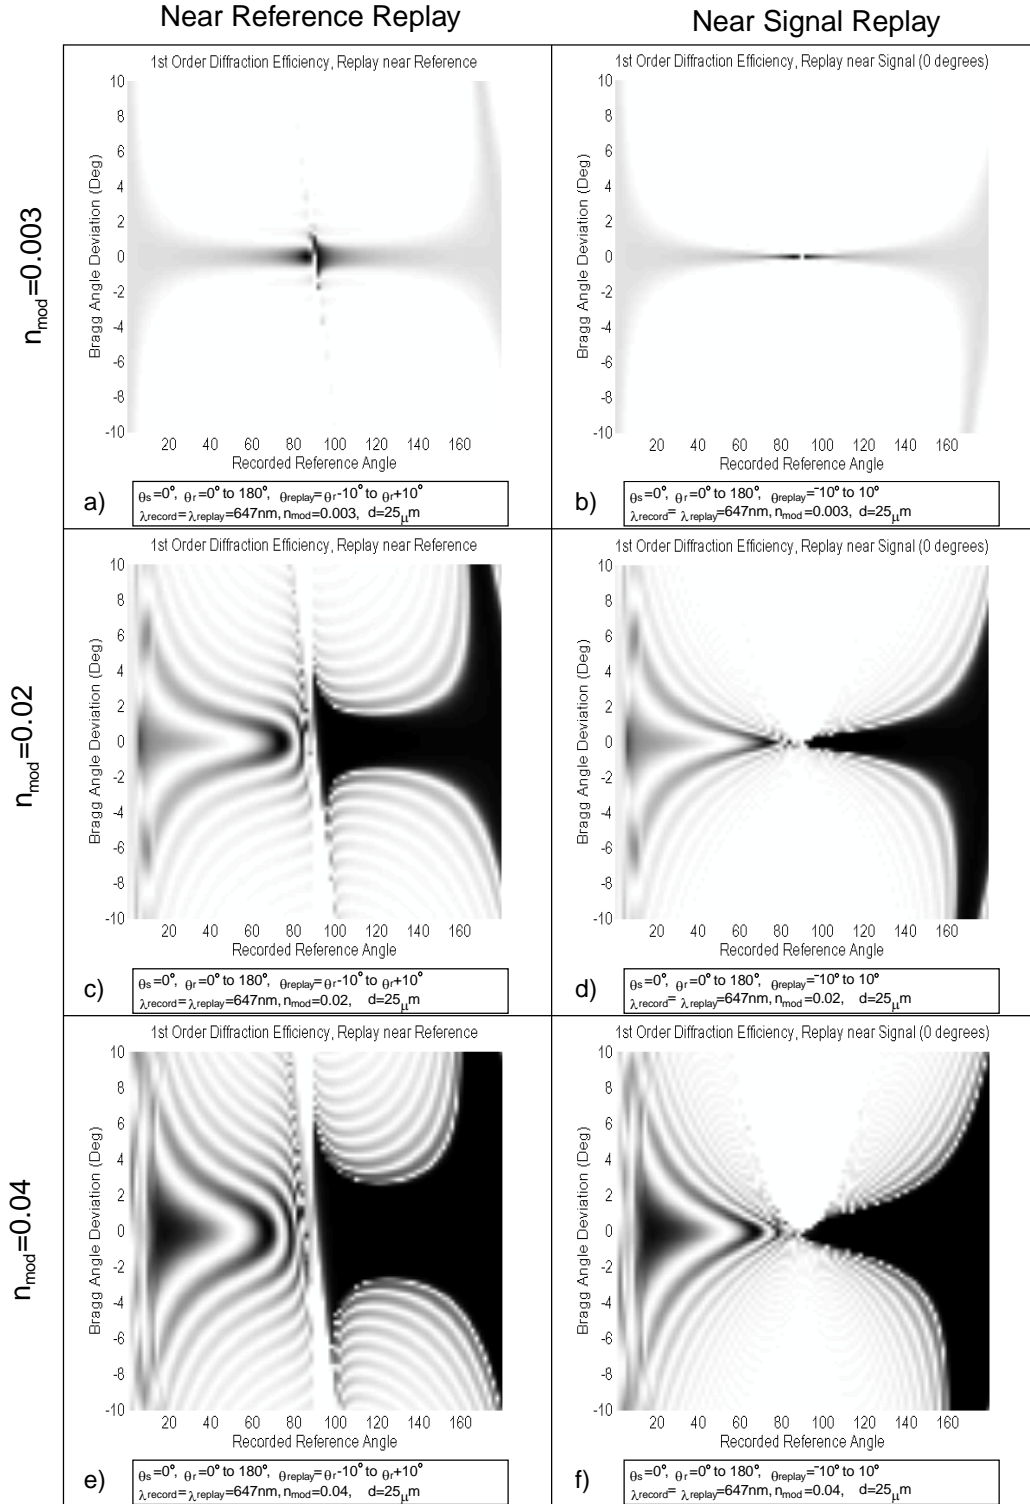 Near Reference Replay
Near Signal Replay
n_mod=0.003
1st Order Diffraction Efficiency, Replay near Reference
Bragg Angle Deviation (Deg)
10
8
6
4
2
0
-2
-4
-6
-8
-10
20 40 60 80 100 120 140 160
Recorded Reference Angle
a)
θs=0°, θr=0° to 180°, θreplay=θr-10° to θr+10°
λrecord= λreplay=647nm, nmod=0.003, d=25μm
1st Order Diffraction Efficiency, Replay near Signal (0 degrees)
Bragg Angle Deviation (Deg)
10
8
6
4
2
0
-2
-4
-6
-8
-10
20 40 60 80 100 120 140 160
Recorded Reference Angle
b)
θs=0°, θr=0° to 180°, θreplay=-10° to 10°
λrecord= λreplay=647nm, nmod=0.003, d=25μm
n_mod=0.02
1st Order Diffraction Efficiency, Replay near Reference
Bragg Angle Deviation (Deg)
10
8
6
4
2
0
-2
-4
-6
-8
-10
20 40 60 80 100 120 140 160
Recorded Reference Angle
c)
θs=0°, θr=0° to 180°, θreplay=θr-10° to θr+10°
λrecord= λreplay=647nm, nmod=0.02, d=25μm
1st Order Diffraction Efficiency, Replay near Signal (0 degrees)
Bragg Angle Deviation (Deg)
10
8
6
4
2
0
-2
-4
-6
-8
-10
20 40 60 80 100 120 140 160
Recorded Reference Angle
d)
θs=0°, θr=0° to 180°, θreplay=-10° to 10°
λrecord= λreplay=647nm, nmod=0.02, d=25μm
n_mod=0.04
1st Order Diffraction Efficiency, Replay near Reference
Bragg Angle Deviation (Deg)
10
8
6
4
2
0
-2
-4
-6
-8
-10
20 40 60 80 100 120 140 160
Recorded Reference Angle
e)
θs=0°, θr=0° to 180°, θreplay=θr-10° to θr+10°
λrecord= λreplay=647nm, nmod=0.04, d=25μm
1st Order Diffraction Efficiency, Replay near Signal (0 degrees)
Bragg Angle Deviation (Deg)
10
8
6
4
2
0
-2
-4
-6
-8
-10
20 40 60 80 100 120 140 160
Recorded Reference Angle
f)
θs=0°, θr=0° to 180°, θreplay=-10° to 10°
λrecord= λreplay=647nm, nmod=0.04, d=25μm